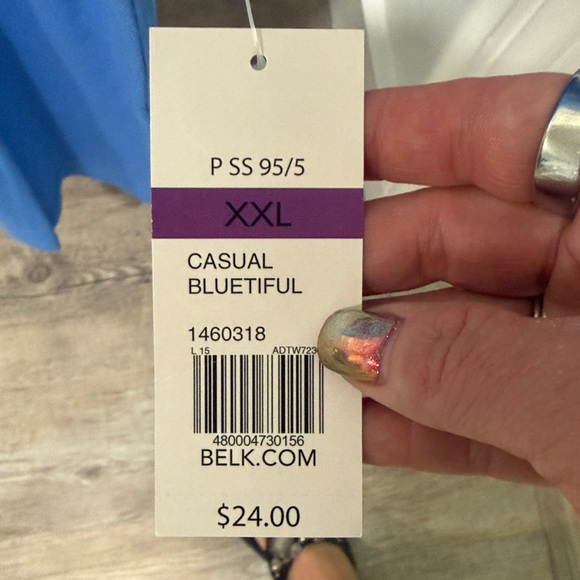 P SS 95/5
XXL
CASUAL
BLUETIFUL
1460318
L 15 ADTW723
480004730156
BELK.COM
$24.00